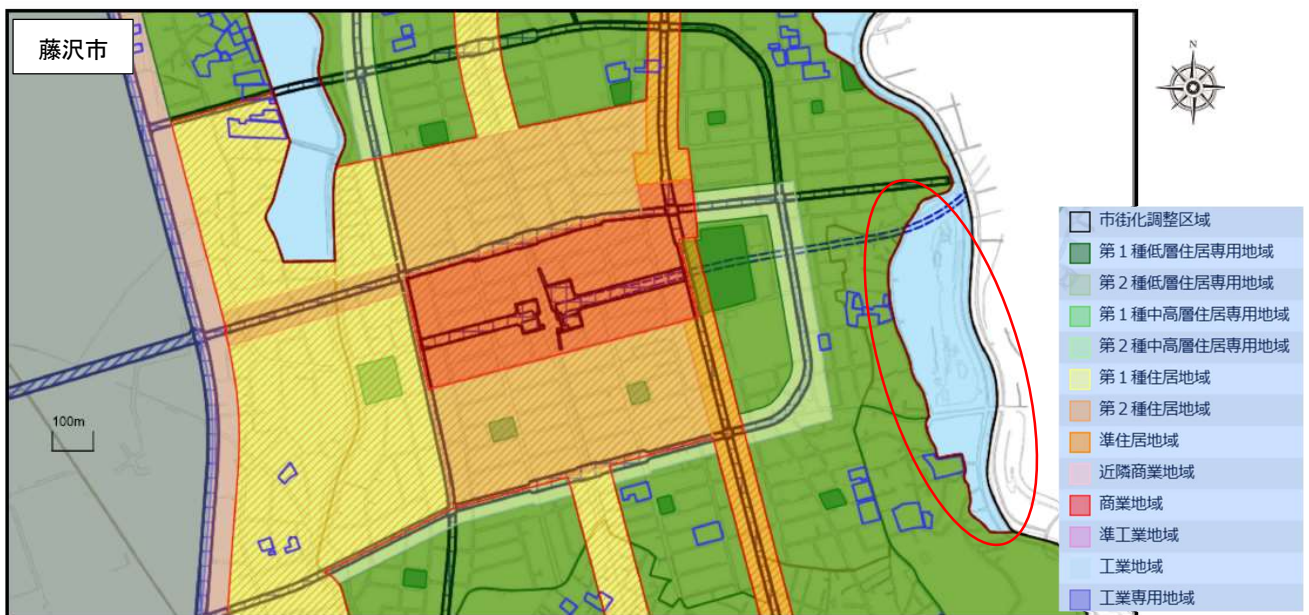 藤沢市
N
100m
市街化調整区域
第1種低層住居専用地域
第2種低層住居専用地域
第1種中高層住居専用地域
第2種中高層住居専用地域
第1種住居地域
第2種住居地域
準住居地域
近隣商業地域
商業地域
準工業地域
工業地域
工業専用地域